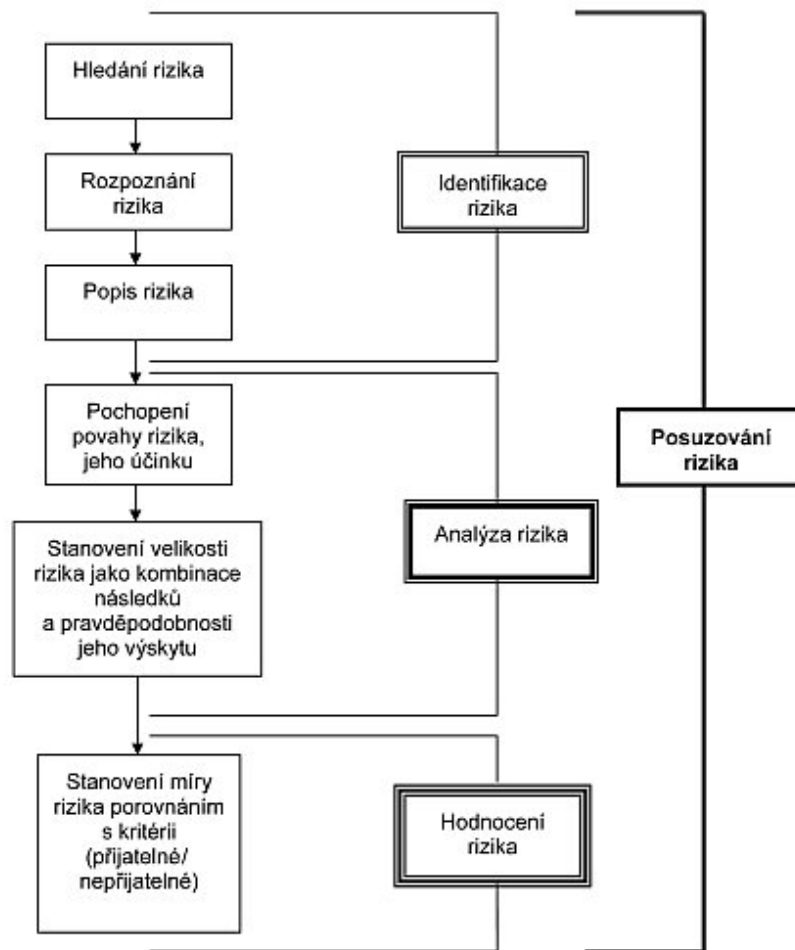 Hledání rizika
Rozpoznání
rizika
Popis rizika
Identifikace
rizika
Pochopení
povahy rizika,
jeho účinku
Stanovení velikosti
rizika jako kombinace
následků
a pravděpodobnosti
jeho výskytu
Analýza rizika
Stanovení míry
rizika porovnáním
s kritérii
(přijatelné/
nepřijatelné)
Hodnocení
rizika
Posuzování
rizika